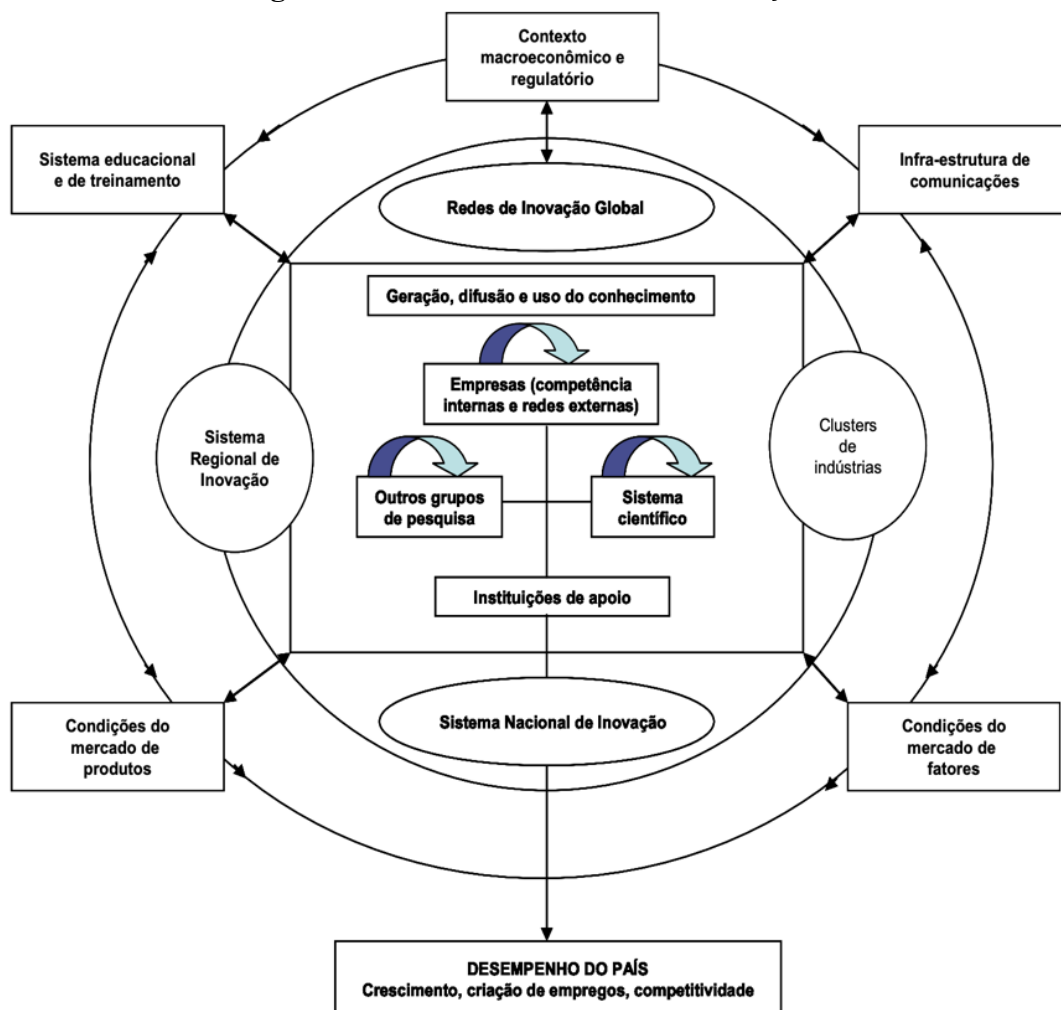 Contexto
macroeconômico e
regulatório
Sistema educacional
e de treinamento
Infra-estrutura de
comunicações
Redes de Inovação Global
Geração, difusão e uso do conhecimento
Empresas (competência
internas e redes externas)
Sistema
Regional de
Inovação
Clusters
de
indústrias
Outros grupos
de pesquisa
Sistema
científico
Instituições de apoio
Sistema Nacional de Inovação
Condições do
mercado de
produtos
Condições do
mercado de
fatores
DESEMPENHO DO PAÍS
Crescimento, criação de empregos, competitividade